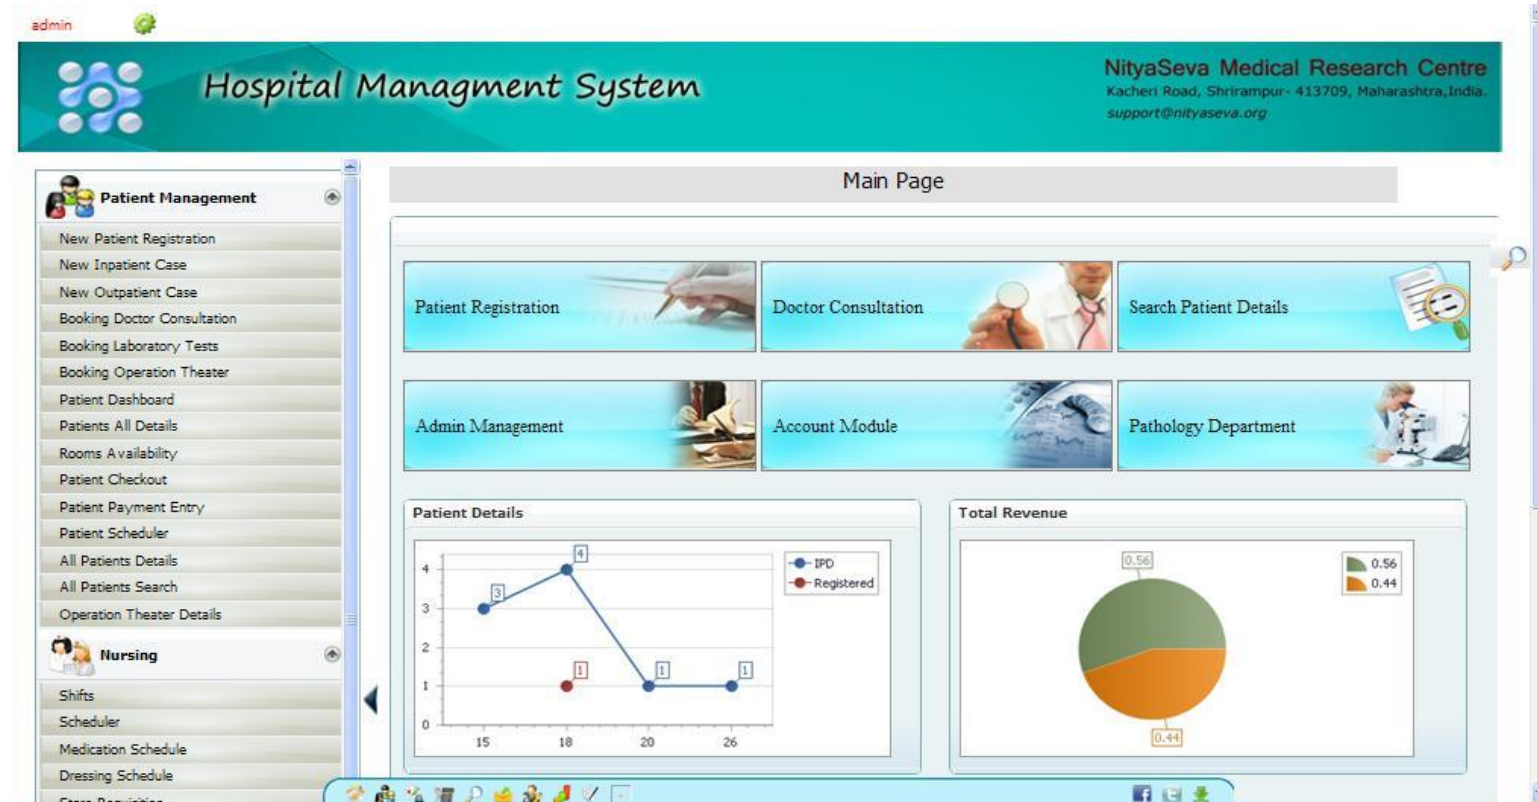 admin
Hospital Managment System
NityaSeva Medical Research Centre
Kacheri Road, Shrirampur- 413709, Maharashtra,India.
support@nityaseva.org
Patient Management
New Patient Registration
New Inpatient Case
New Outpatient Case
Booking Doctor Consultation
Booking Laboratory Tests
Booking Operation Theater
Patient Dashboard
Patients All Details
Rooms Availability
Patient Checkout
Patient Payment Entry
Patient Scheduler
All Patients Details
All Patients Search
Operation Theater Details
Nursing
Shifts
Scheduler
Medication Schedule
Dressing Schedule
Store Requisition
Main Page
Patient Registration
Doctor Consultation
Search Patient Details
Admin Management
Account Module
Pathology Department
Patient Details
4
3
2
1
0
3
4
1
1
1
15 18 20 26
IPD
Registered
Total Revenue
0.56
0.44
0.56
0.44